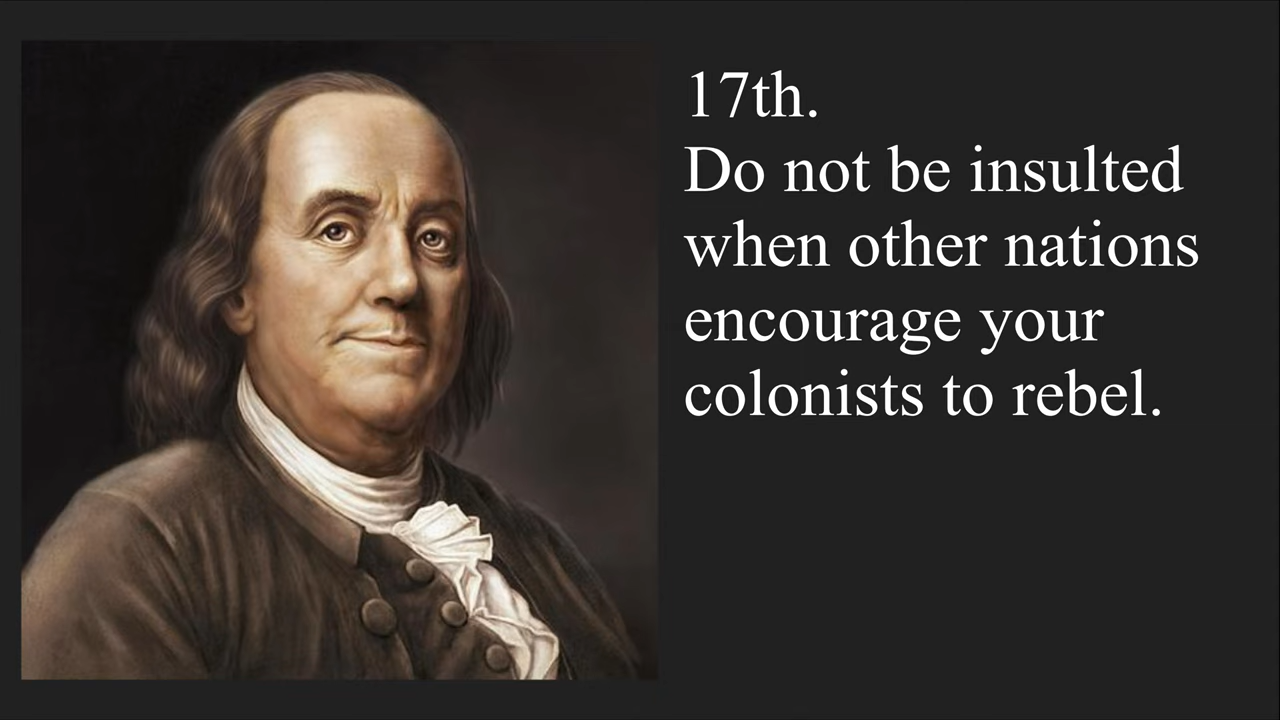 17th.
Do not be insulted
when other nations
encourage your
colonists to rebel.